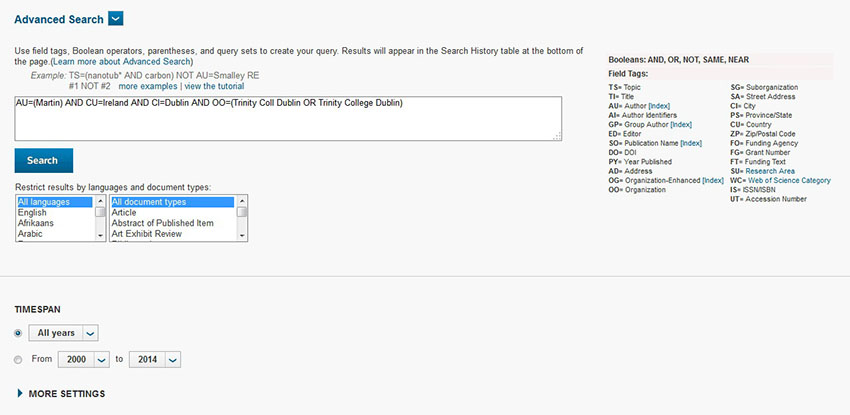 Advanced Search
Use field tags, Boolean operators, parentheses, and query sets to create your query. Results will appear in the Search History table at the bottom of
the page.(Learn more about Advanced Search)
Example: TS=(nanotub* AND carbon) NOT AU=Smalley RE
#1 NOT #2 more examples | view the tutorial
AU=(Martin) AND CU=Ireland AND CI=Dublin AND OO=(Trinity Coll Dublin OR Trinity College Dublin)
Search
Restrict results by languages and document types:
All languages
English
Afrikaans
Arabic
All document types
Article
Abstract of Published Item
Art Exhibit Review
Booleans: AND, OR, NOT, SAME, NEAR
Field Tags:
TS= Topic
TI= Title
AU= Author [Index]
AI= Author Identifiers
GP= Group Author [Index]
ED= Editor
SO= Publication Name [Index]
DO= DOI
PY= Year Published
AD= Address
OG= Organization-Enhanced [Index]
OO= Organization
SG= Suborganization
SA= Street Address
CI= City
PS= Province/State
CU= Country
ZP= Zip/Postal Code
FO= Funding Agency
FG= Grant Number
FT= Funding Text
SU= Research Area
WC= Web of Science Category
IS= ISSN/ISBN
UT= Accession Number
TIMESPAN
All years
From 2000 to 2014
MORE SETTINGS